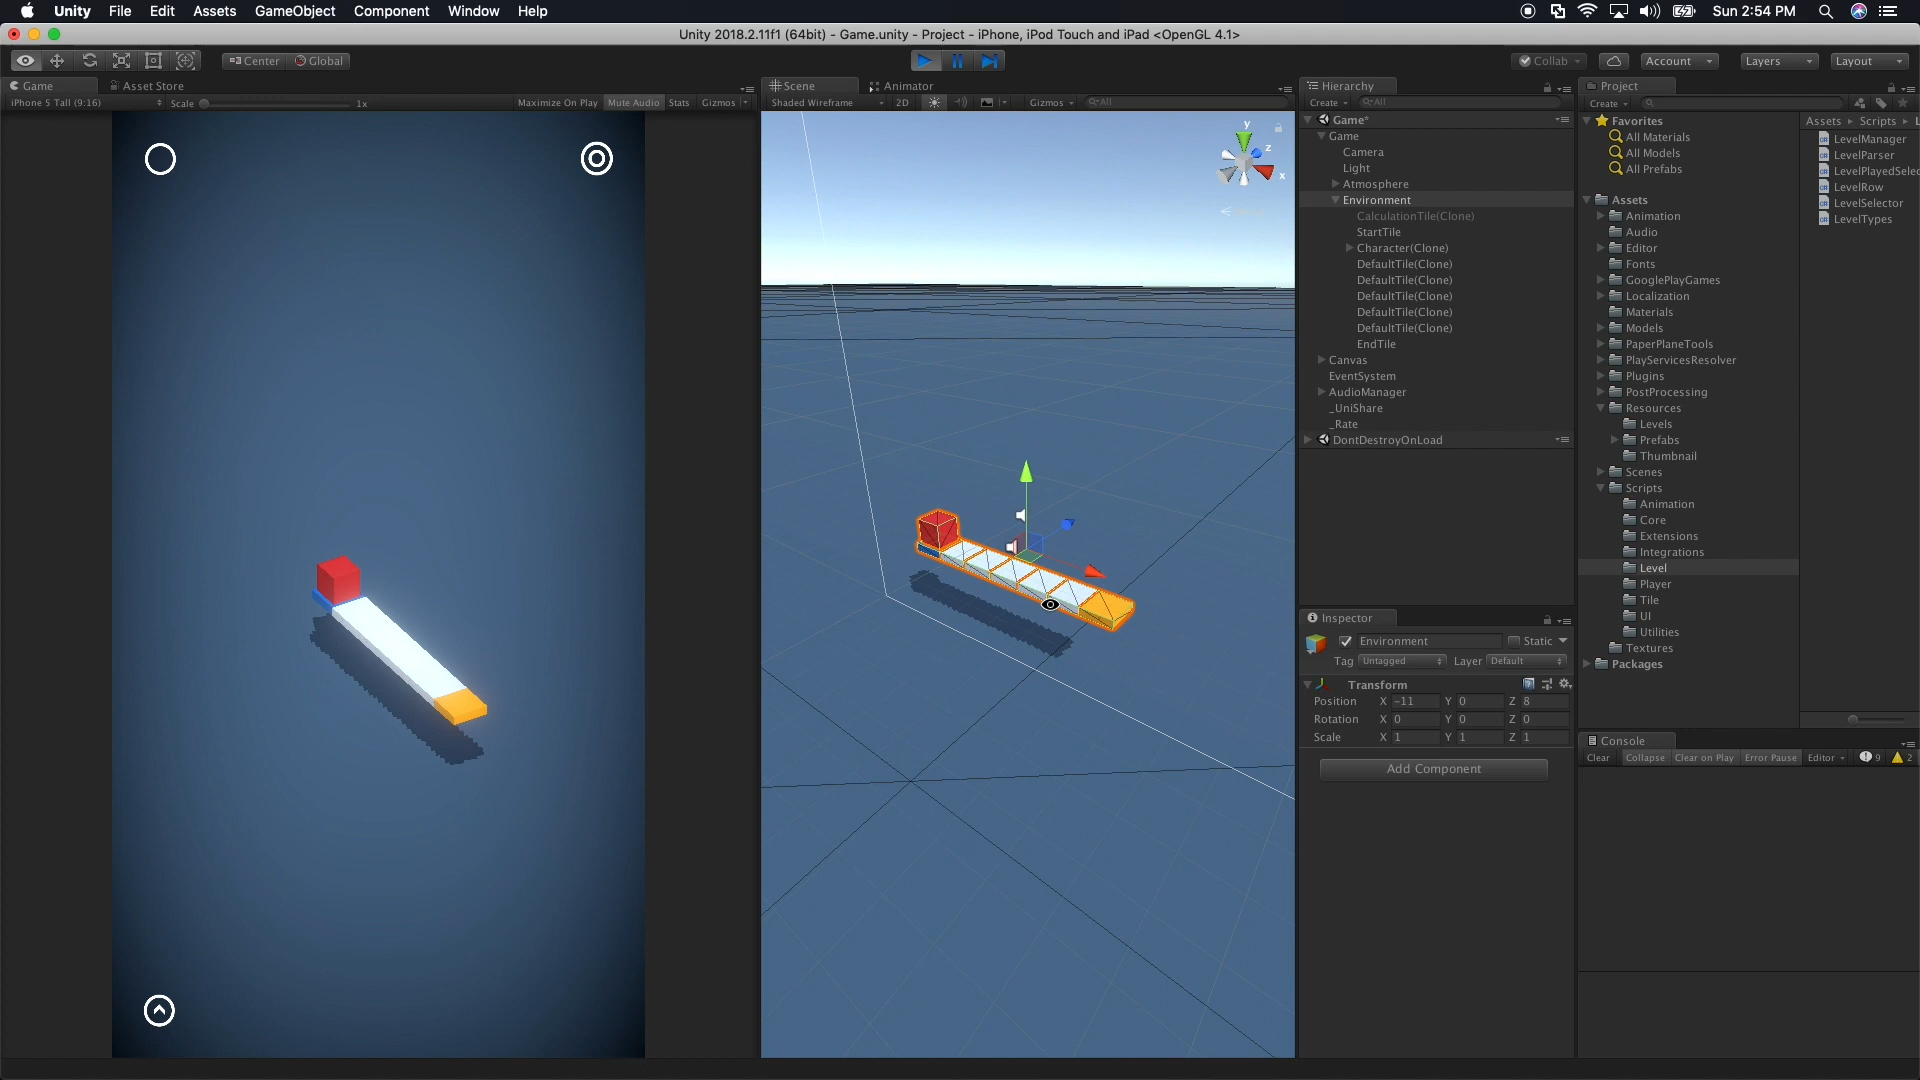 Unity File Edit Assets GameObject Component Window Help
Sun 2:54 PM
Unity 2018.2.11f1 (64bit) - Game.unity - Project - iPhone, iPod Touch and iPad <OpenGL 4.1>
Center Global
Collab Account Layers Layout
Game Asset Store
iPhone 5 Tall (9:16) Scale 1x Maximize On Play Mute Audio Stats Gizmos
Scene Animator
Shaded Wireframe 2D Gizmos All
y
z
x
Hierarchy
Create All
Game*
Game
Camera
Light
Atmosphere
Environment
CalculationTile(Clone)
StartTile
Character(Clone)
DefaultTile(Clone)
DefaultTile(Clone)
DefaultTile(Clone)
DefaultTile(Clone)
DefaultTile(Clone)
EndTile
Canvas
EventSystem
AudioManager
_UniShare
_Rate
DontDestroyOnLoad
Inspector
Environment Static
Tag Untagged Layer Default
Transform
Position X -11 Y 0 Z 8
Rotation X 0 Y 0 Z 0
Scale X 1 Y 1 Z 1
Add Component
Project
Create
Favorites
All Materials
All Models
All Prefabs
Assets
Animation
Audio
Editor
Fonts
GooglePlayGames
Localization
Materials
Models
PaperPlaneTools
PlayServicesResolver
Plugins
PostProcessing
Resources
Levels
Prefabs
Thumbnail
Scenes
Scripts
Animation
Core
Extensions
Integrations
Level
Player
Tile
UI
Utilities
Textures
Packages
Assets Scripts L
LevelManager
LevelParser
LevelPlayedSelec
LevelRow
LevelSelector
LevelTypes
Console
Clear Collapse Clear on Play Error Pause Editor 9 2